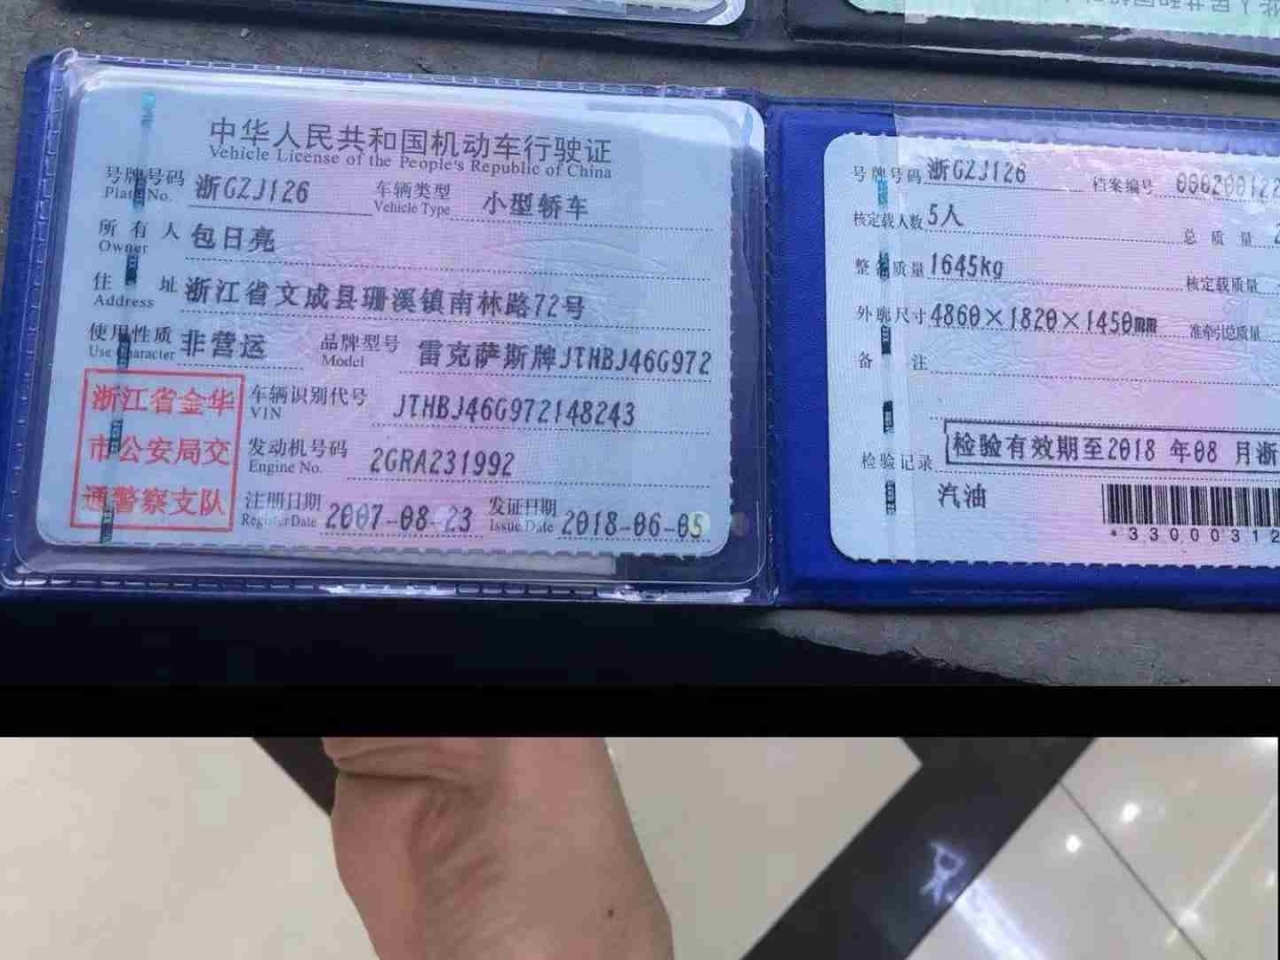 中华人民共和国机动车行驶证
Vehicle License of the People's Republic of China
号牌号码 浙GZJ126 车辆类型 小型轿车
Plate No. Vehicle Type
所有人 包日亮
Owner
住址 浙江省文成县珊溪镇南林路72号
Address
使用性质 非营运 品牌型号 雷克萨斯牌JTHBJ46G972
Use Character Model
浙江省金华
市公安局交
通警察支队
车辆识别代号 JTHBJ46G972148243
VIN
发动机号码 2GRA231992
Engine No.
注册日期 2007-08-23 发证日期 2018-06-05
Register Date Issue Date
号牌号码 浙GZJ126 档案编号
核定载人数 5人 总质量
整备质量 1645kg 核定载质量
外廓尺寸 4860×1820×1450mm 准牵引总质量
备注
检验记录 检验有效期至2018 年08 月浙
汽油
*33000312